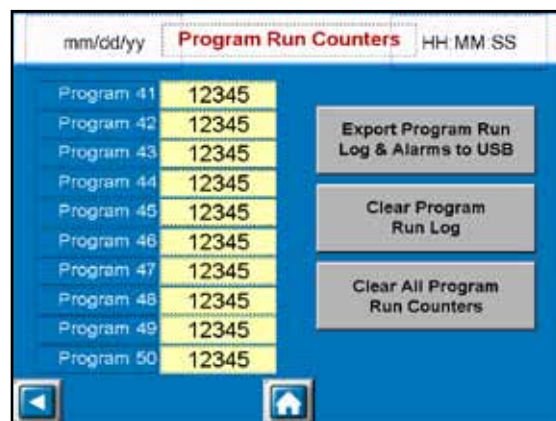 mm/dd/yy Program Run Counters HH:MM:SS
Program 41 12345
Program 42 12345
Program 43 12345
Program 44 12345
Program 45 12345
Program 46 12345
Program 47 12345
Program 48 12345
Program 49 12345
Program 50 12345
Export Program Run
Log & Alarms to USB
Clear Program
Run Log
Clear All Program
Run Counters